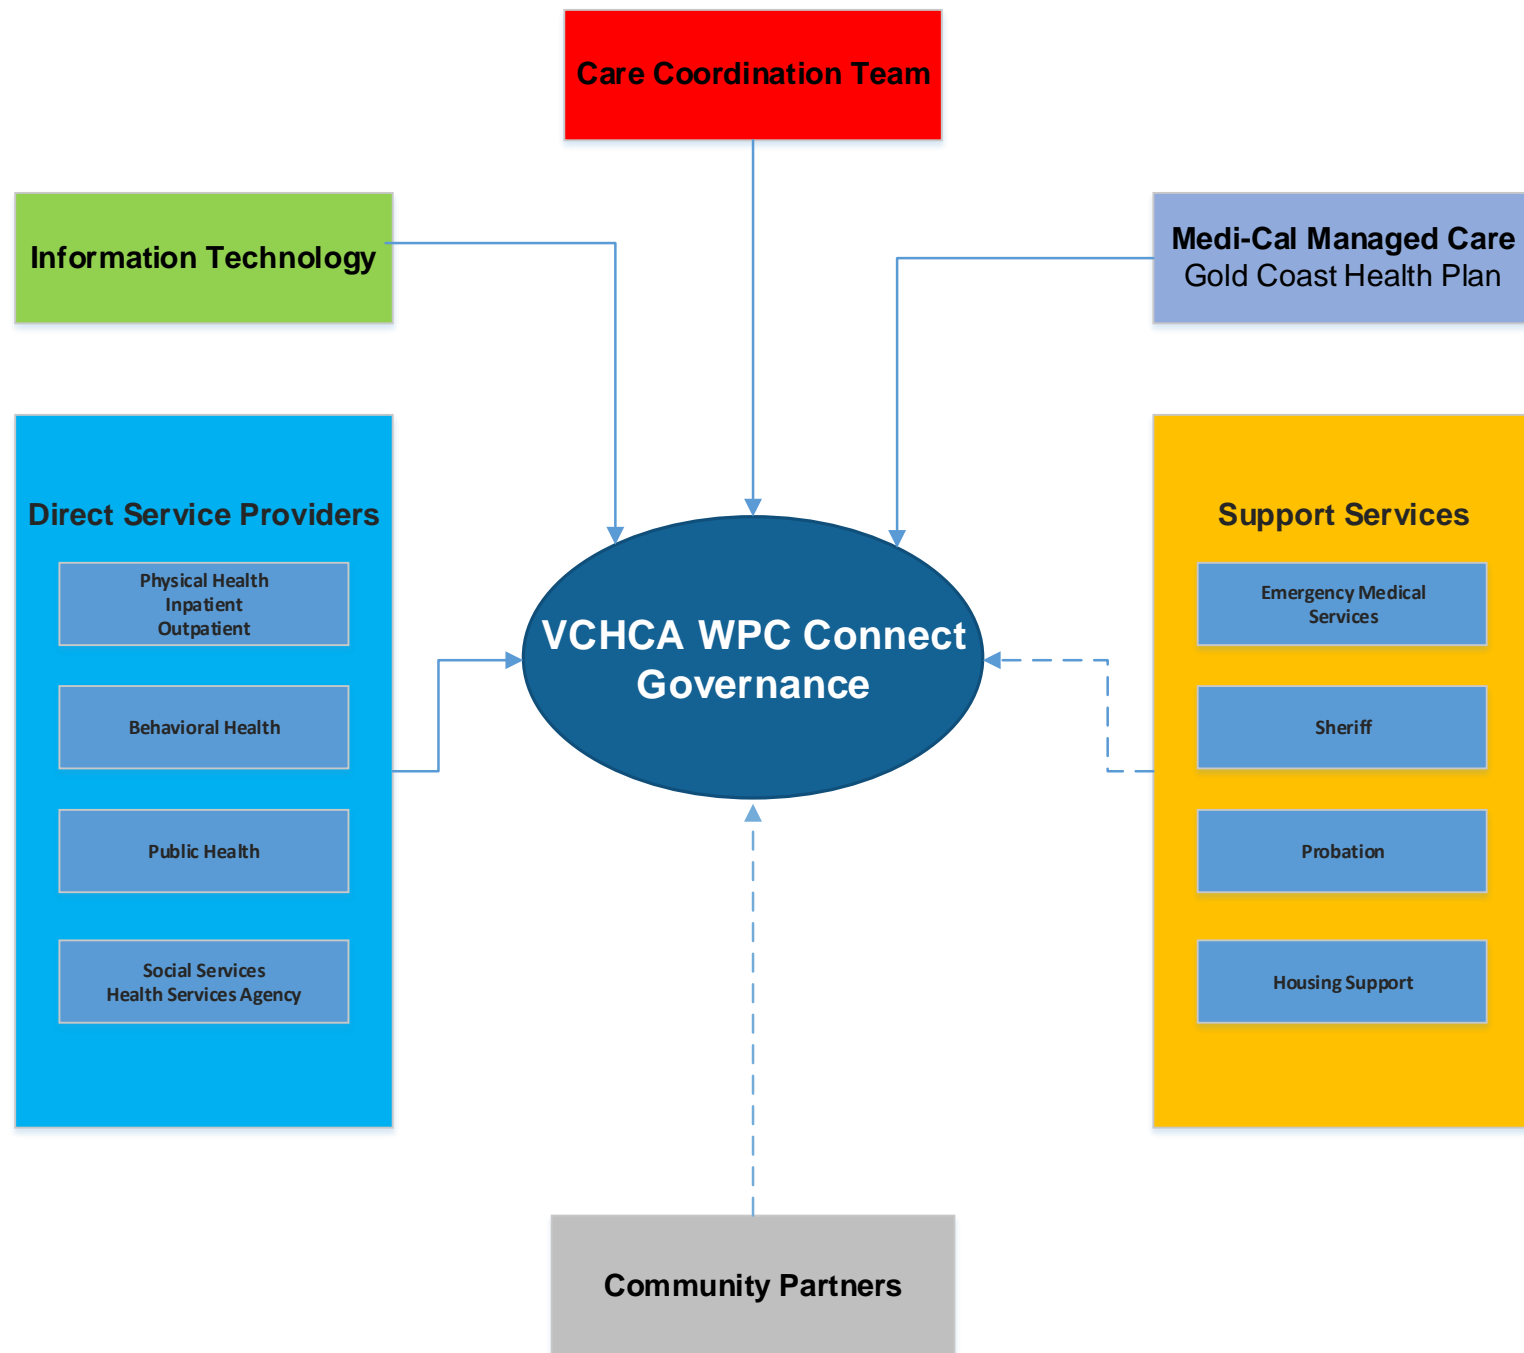 Care Coordination Team
Information Technology
Medi-Cal Managed Care
Gold Coast Health Plan
Direct Service Providers
Physical Health
Inpatient
Outpatient
Behavioral Health
Public Health
Social Services
Health Services Agency
VCHCA WPC Connect
Governance
Support Services
Emergency Medical
Services
Sheriff
Probation
Housing Support
Community Partners